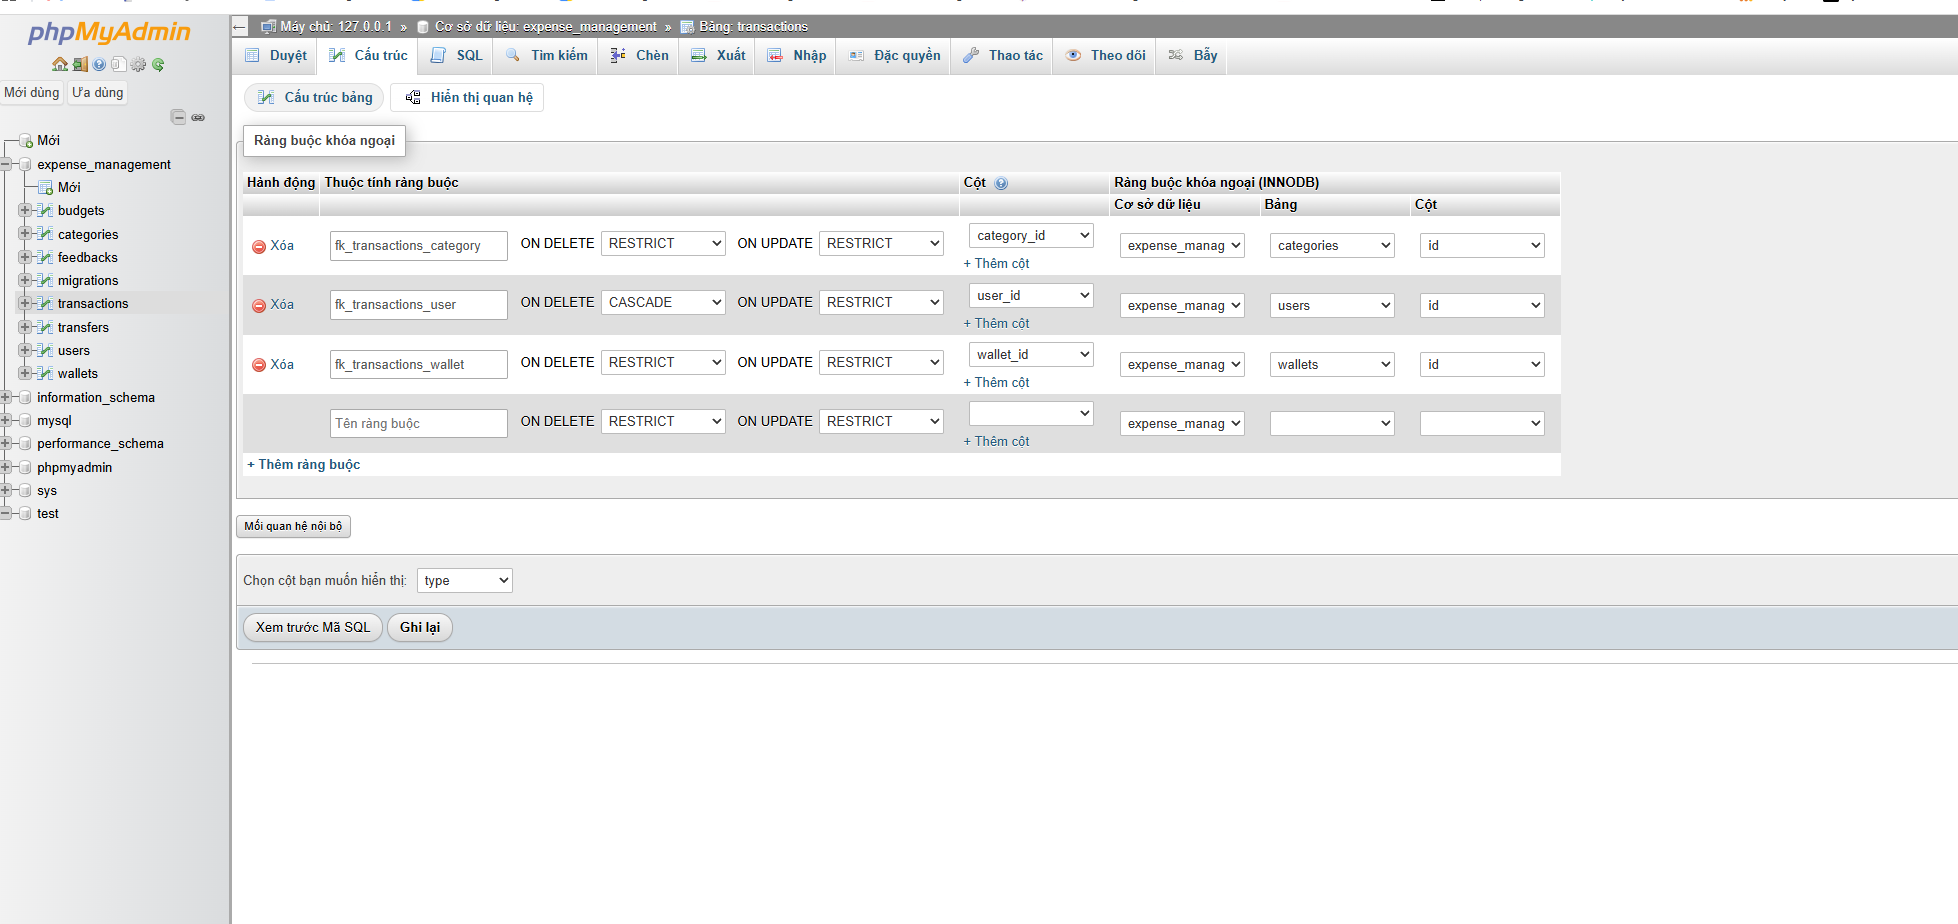 phpMyAdmin
Mới dùng Ưa dùng
Mới
expense_management
Mới
budgets
categories
feedbacks
migrations
transactions
transfers
users
wallets
information_schema
mysql
performance_schema
phpmyadmin
sys
test
Máy chủ: 127.0.0.1 » Cơ sở dữ liệu: expense_management » Bảng: transactions
Duyệt Cấu trúc SQL Tìm kiếm Chèn Xuất Nhập Đặc quyền Thao tác Theo dõi Bẫy
Cấu trúc bảng Hiển thị quan hệ
Ràng buộc khóa ngoại
Hành động Thuộc tính ràng buộc Cột Ràng buộc khóa ngoại (INNODB)
Cơ sở dữ liệu Bảng Cột
Xóa fk_transactions_category ON DELETE RESTRICT ON UPDATE RESTRICT category_id expense_manag categories id
+ Thêm cột
Xóa fk_transactions_user ON DELETE CASCADE ON UPDATE RESTRICT user_id expense_manag users id
+ Thêm cột
Xóa fk_transactions_wallet ON DELETE RESTRICT ON UPDATE RESTRICT wallet_id expense_manag wallets id
+ Thêm cột
Tên ràng buộc ON DELETE RESTRICT ON UPDATE RESTRICT expense_manag
+ Thêm cột
+ Thêm ràng buộc
Mối quan hệ nội bộ
Chọn cột bạn muốn hiển thị: type
Xem trước Mã SQL Ghi lại